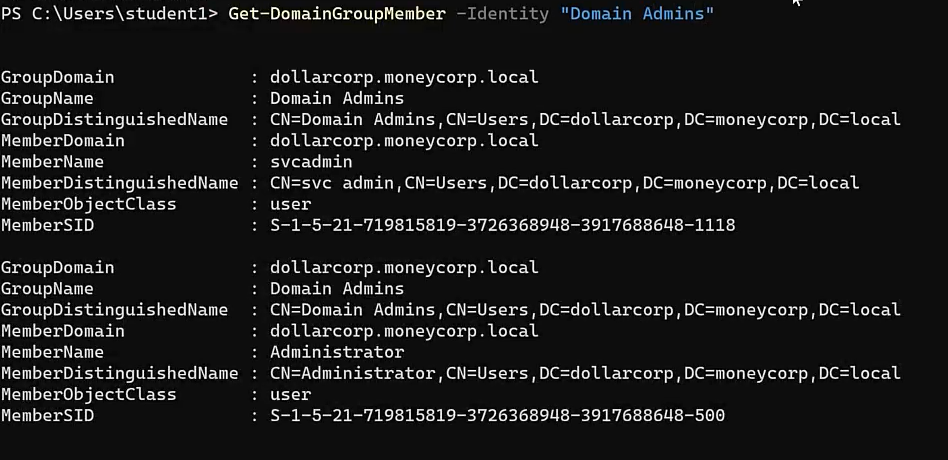 PS C:\Users\student1> Get-DomainGroupMember -Identity "Domain Admins"
GroupDomain : dollarcorp.moneycorp.local
GroupName : Domain Admins
GroupDistinguishedName : CN=Domain Admins,CN=Users,DC=dollarcorp,DC=moneycorp,DC=local
MemberDomain : dollarcorp.moneycorp.local
MemberName : svcadmin
MemberDistinguishedName : CN=svc admin,CN=Users,DC=dollarcorp,DC=moneycorp,DC=local
MemberObjectClass : user
MemberSID : S-1-5-21-719815819-3726368948-3917688648-1118
GroupDomain : dollarcorp.moneycorp.local
GroupName : Domain Admins
GroupDistinguishedName : CN=Domain Admins,CN=Users,DC=dollarcorp,DC=moneycorp,DC=local
MemberDomain : dollarcorp.moneycorp.local
MemberName : Administrator
MemberDistinguishedName : CN=Administrator,CN=Users,DC=dollarcorp,DC=moneycorp,DC=local
MemberObjectClass : user
MemberSID : S-1-5-21-719815819-3726368948-3917688648-500